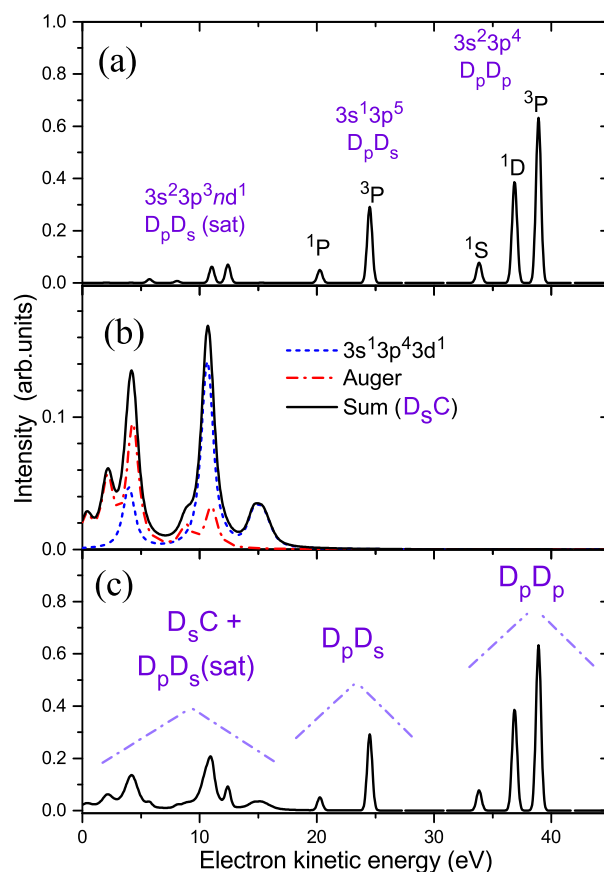 1.0
0.8
0.6
0.4
0.2
0.0
(a)
3s²3p⁴
DₚDₚ
³P
3s¹3p⁵
DₚDₛ
¹D
3s²3p³nd¹
DₚDₛ (sat)
³P
¹P
¹S
Intensity (arb.units)
0.1
0.0
(b)
3s¹3p⁴3d¹
Auger
Sum (DₛC)
0.8
0.6
0.4
0.2
0.0
(c)
DₚDₚ
DₛC +
DₚDₛ(sat)
DₚDₛ
0 10 20 30 40
Electron kinetic energy (eV)